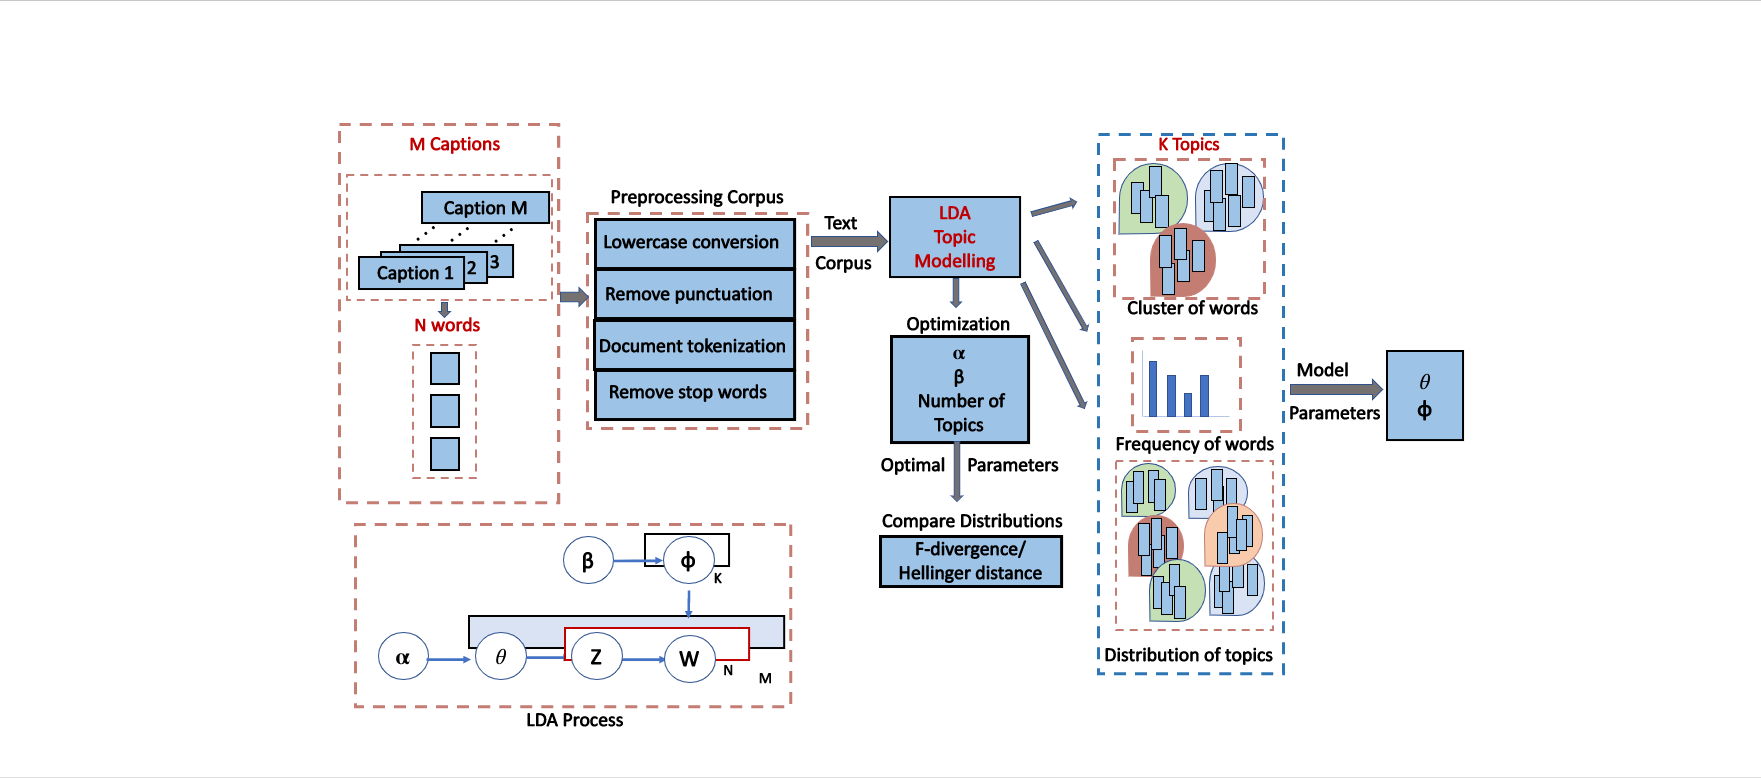 M Captions
Caption M
Caption 1
2
3
N words
Preprocessing Corpus
Lowercase conversion
Remove punctuation
Document tokenization
Remove stop words
Text
Corpus
LDA
Topic
Modelling
Optimization
α
β
Number of
Topics
Optimal Parameters
Compare Distributions
F-divergence/
Hellinger distance
K Topics
Cluster of words
Frequency of words
Distribution of topics
Model
Parameters
θ
ϕ
β
ϕ
K
α
θ
Z
W
N
M
LDA Process